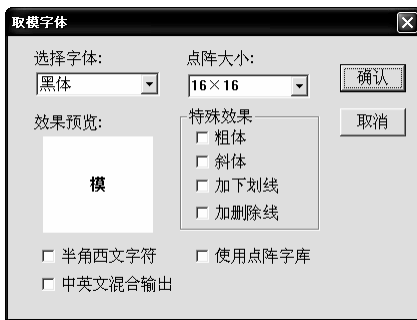 取模字体
选择字体:
点阵大小:
黑体
16×16
确认
取消
效果预览:
模
特殊效果
粗体
斜体
加下划线
加删除线
半角西文字符
使用点阵字库
中英文混合输出